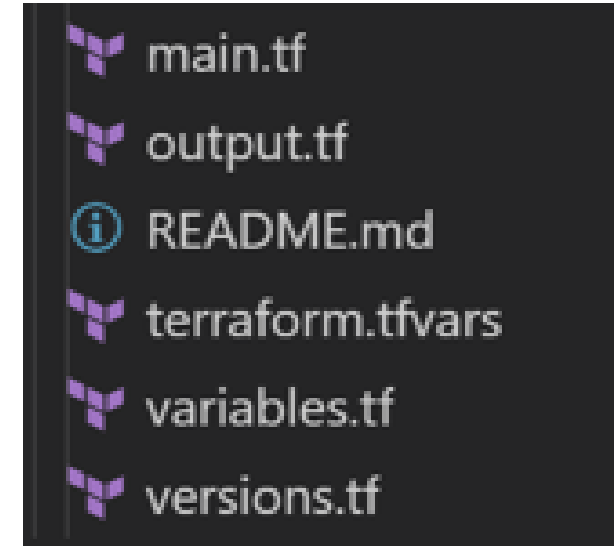 main.tf
output.tf
README.md
terraform.tfvars
variables.tf
versions.tf